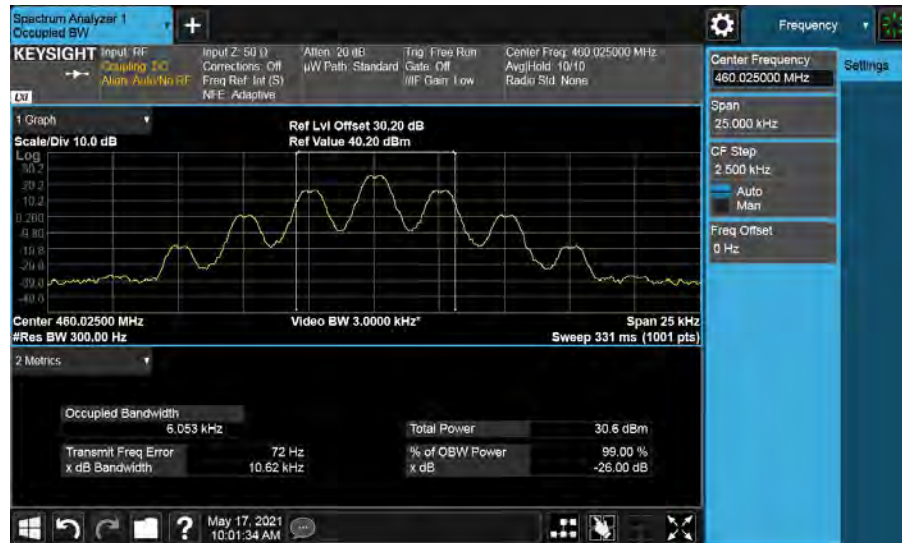 Spectrum Analyzer 1
Occupied BW
Frequency
KEYSIGHT
Input: RF
Coupling: DC
Align: Auto/No RF
Input Z: 50 Ω
Corrections: Off
Freq Ref: Int (S)
NFE: Adaptive
Atten: 20 dB
µW Path: Standard
Trig: Free Run
Gate: Off
#IF Gain: Low
Center Freq: 460.025000 MHz
Avg|Hold: 10/10
Radio Std: None
LXI
Center Frequency
460.025000 MHz
Settings
Span
25.000 kHz
CF Step
2.500 kHz
Auto
Man
Freq Offset
0 Hz
1 Graph
Scale/Div 10.0 dB
Ref Lvl Offset 30.20 dB
Ref Value 40.20 dBm
Log
30.2
20.2
10.2
0.200
-9.80
-19.8
-29.8
-39.8
Center 460.02500 MHz
Video BW 3.0000 kHz*
Span 25 kHz
#Res BW 300.00 Hz
Sweep 331 ms (1001 pts)
2 Metrics
Occupied Bandwidth
6.053 kHz
Total Power 30.6 dBm
Transmit Freq Error 72 Hz
% of OBW Power 99.00 %
x dB Bandwidth 10.62 kHz
x dB -26.00 dB
?
May 17, 2021
10:01:34 AM